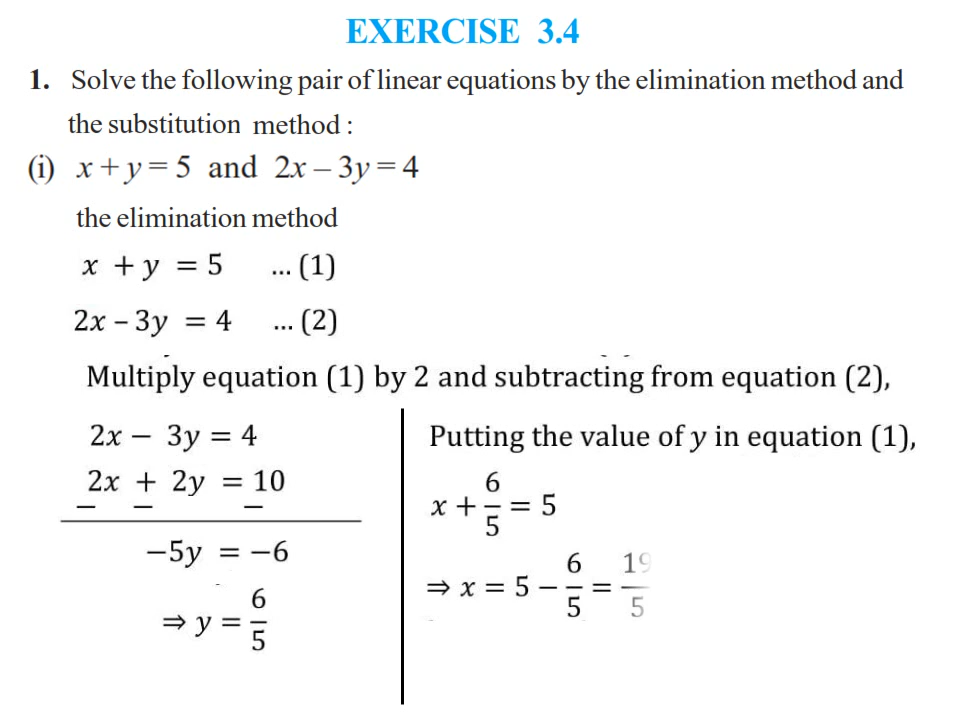 EXERCISE 3.4
1. Solve the following pair of linear equations by the elimination method and
the substitution method :
(i) x + y = 5 and 2x – 3y = 4
the elimination method
x + y = 5 ... (1)
2x – 3y = 4 ... (2)
Multiply equation (1) by 2 and subtracting from equation (2),
2x − 3y = 4
2x + 2y = 10
− − −
−5y = −6
⇒ y = 6/5
Putting the value of y in equation (1),
x + 6/5 = 5
⇒ x = 5 − 6/5 = 19/5